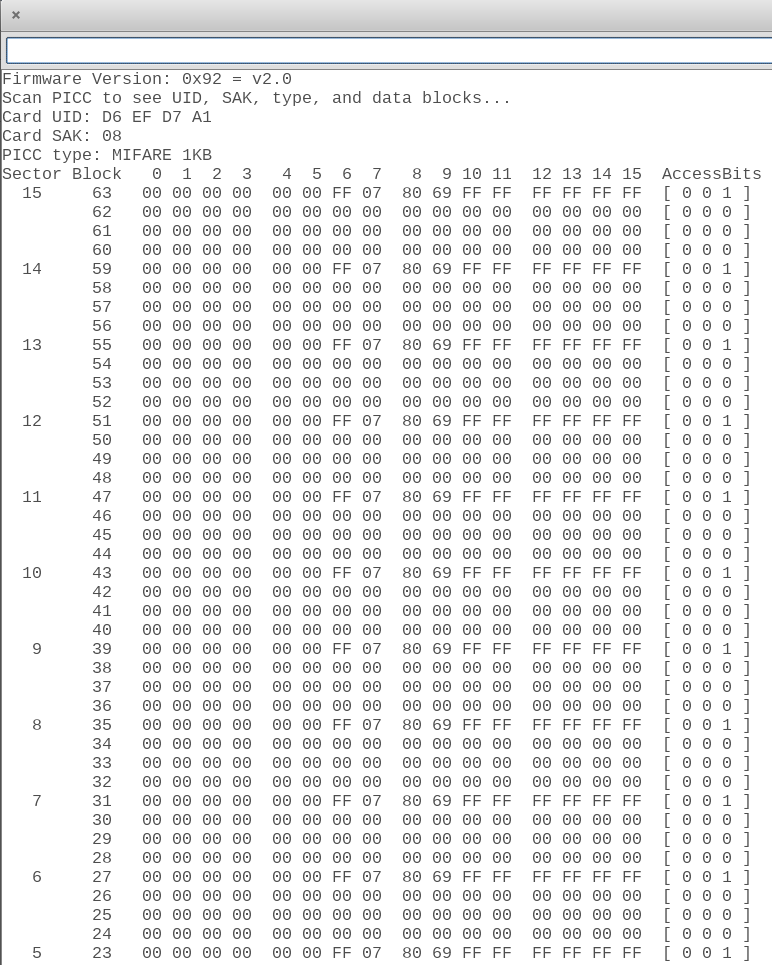 ×
Firmware Version: 0x92 = v2.0
Scan PICC to see UID, SAK, type, and data blocks...
Card UID: D6 EF D7 A1
Card SAK: 08
PICC type: MIFARE 1KB
Sector Block   0  1  2  3   4  5  6  7   8  9 10 11  12 13 14 15  AccessBits
  15     63   00 00 00 00  00 00 FF 07  80 69 FF FF  FF FF FF FF  [ 0 0 1 ]
         62   00 00 00 00  00 00 00 00  00 00 00 00  00 00 00 00  [ 0 0 0 ]
         61   00 00 00 00  00 00 00 00  00 00 00 00  00 00 00 00  [ 0 0 0 ]
         60   00 00 00 00  00 00 00 00  00 00 00 00  00 00 00 00  [ 0 0 0 ]
  14     59   00 00 00 00  00 00 FF 07  80 69 FF FF  FF FF FF FF  [ 0 0 1 ]
         58   00 00 00 00  00 00 00 00  00 00 00 00  00 00 00 00  [ 0 0 0 ]
         57   00 00 00 00  00 00 00 00  00 00 00 00  00 00 00 00  [ 0 0 0 ]
         56   00 00 00 00  00 00 00 00  00 00 00 00  00 00 00 00  [ 0 0 0 ]
  13     55   00 00 00 00  00 00 FF 07  80 69 FF FF  FF FF FF FF  [ 0 0 1 ]
         54   00 00 00 00  00 00 00 00  00 00 00 00  00 00 00 00  [ 0 0 0 ]
         53   00 00 00 00  00 00 00 00  00 00 00 00  00 00 00 00  [ 0 0 0 ]
         52   00 00 00 00  00 00 00 00  00 00 00 00  00 00 00 00  [ 0 0 0 ]
  12     51   00 00 00 00  00 00 FF 07  80 69 FF FF  FF FF FF FF  [ 0 0 1 ]
         50   00 00 00 00  00 00 00 00  00 00 00 00  00 00 00 00  [ 0 0 0 ]
         49   00 00 00 00  00 00 00 00  00 00 00 00  00 00 00 00  [ 0 0 0 ]
         48   00 00 00 00  00 00 00 00  00 00 00 00  00 00 00 00  [ 0 0 0 ]
  11     47   00 00 00 00  00 00 FF 07  80 69 FF FF  FF FF FF FF  [ 0 0 1 ]
         46   00 00 00 00  00 00 00 00  00 00 00 00  00 00 00 00  [ 0 0 0 ]
         45   00 00 00 00  00 00 00 00  00 00 00 00  00 00 00 00  [ 0 0 0 ]
         44   00 00 00 00  00 00 00 00  00 00 00 00  00 00 00 00  [ 0 0 0 ]
  10     43   00 00 00 00  00 00 FF 07  80 69 FF FF  FF FF FF FF  [ 0 0 1 ]
         42   00 00 00 00  00 00 00 00  00 00 00 00  00 00 00 00  [ 0 0 0 ]
         41   00 00 00 00  00 00 00 00  00 00 00 00  00 00 00 00  [ 0 0 0 ]
         40   00 00 00 00  00 00 00 00  00 00 00 00  00 00 00 00  [ 0 0 0 ]
   9     39   00 00 00 00  00 00 FF 07  80 69 FF FF  FF FF FF FF  [ 0 0 1 ]
         38   00 00 00 00  00 00 00 00  00 00 00 00  00 00 00 00  [ 0 0 0 ]
         37   00 00 00 00  00 00 00 00  00 00 00 00  00 00 00 00  [ 0 0 0 ]
         36   00 00 00 00  00 00 00 00  00 00 00 00  00 00 00 00  [ 0 0 0 ]
   8     35   00 00 00 00  00 00 FF 07  80 69 FF FF  FF FF FF FF  [ 0 0 1 ]
         34   00 00 00 00  00 00 00 00  00 00 00 00  00 00 00 00  [ 0 0 0 ]
         33   00 00 00 00  00 00 00 00  00 00 00 00  00 00 00 00  [ 0 0 0 ]
         32   00 00 00 00  00 00 00 00  00 00 00 00  00 00 00 00  [ 0 0 0 ]
   7     31   00 00 00 00  00 00 FF 07  80 69 FF FF  FF FF FF FF  [ 0 0 1 ]
         30   00 00 00 00  00 00 00 00  00 00 00 00  00 00 00 00  [ 0 0 0 ]
         29   00 00 00 00  00 00 00 00  00 00 00 00  00 00 00 00  [ 0 0 0 ]
         28   00 00 00 00  00 00 00 00  00 00 00 00  00 00 00 00  [ 0 0 0 ]
   6     27   00 00 00 00  00 00 FF 07  80 69 FF FF  FF FF FF FF  [ 0 0 1 ]
         26   00 00 00 00  00 00 00 00  00 00 00 00  00 00 00 00  [ 0 0 0 ]
         25   00 00 00 00  00 00 00 00  00 00 00 00  00 00 00 00  [ 0 0 0 ]
         24   00 00 00 00  00 00 00 00  00 00 00 00  00 00 00 00  [ 0 0 0 ]
   5     23   00 00 00 00  00 00 FF 07  80 69 FF FF  FF FF FF FF  [ 0 0 1 ]